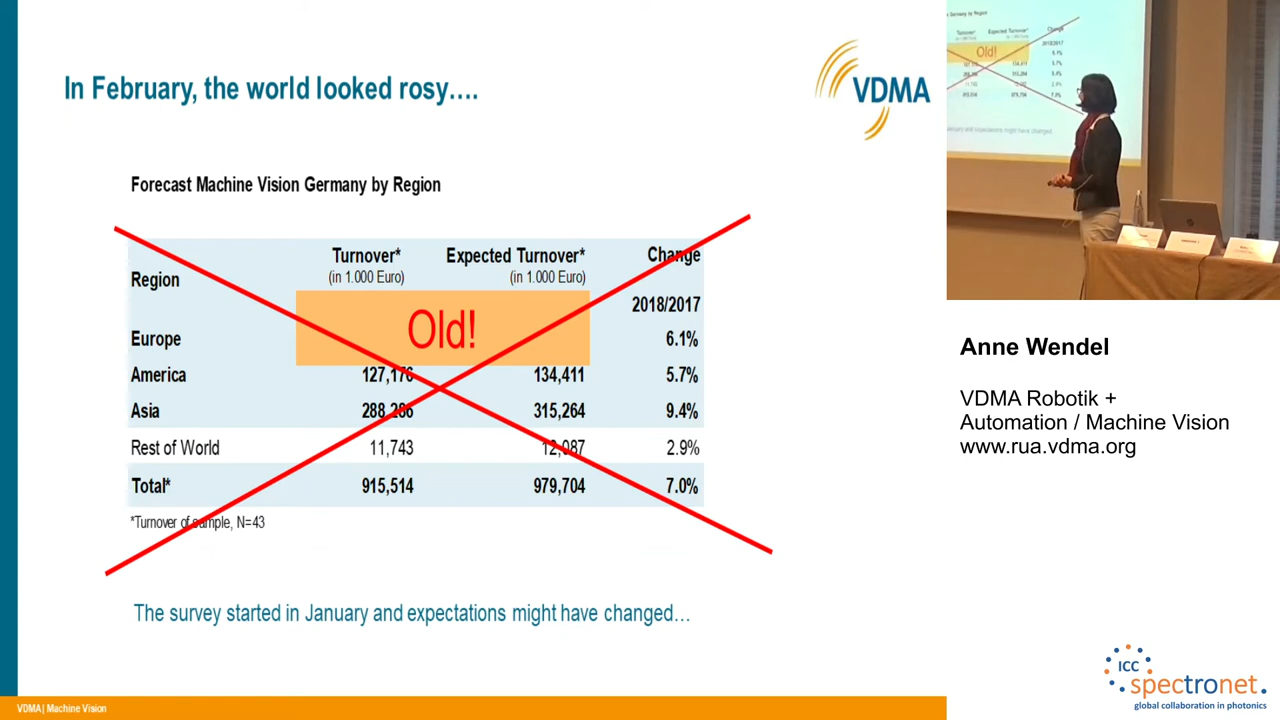 In February, the world looked rosy….
VDMA
Forecast Machine Vision Germany by Region
Region Turnover* Expected Turnover* Change
(in 1.000 Euro) (in 1.000 Euro)
2018/2017
Old!
Europe 6.1%
America 127,176 134,411 5.7%
Asia 288,286 315,264 9.4%
Rest of World 11,743 12,087 2.9%
Total* 915,514 979,704 7.0%
*Turnover of sample, N=43
The survey started in January and expectations might have changed…
VDMA | Machine Vision
Anne Wendel
VDMA Robotik +
Automation / Machine Vision
www.rua.vdma.org
ICC
spectronet.
global collaboration in photonics